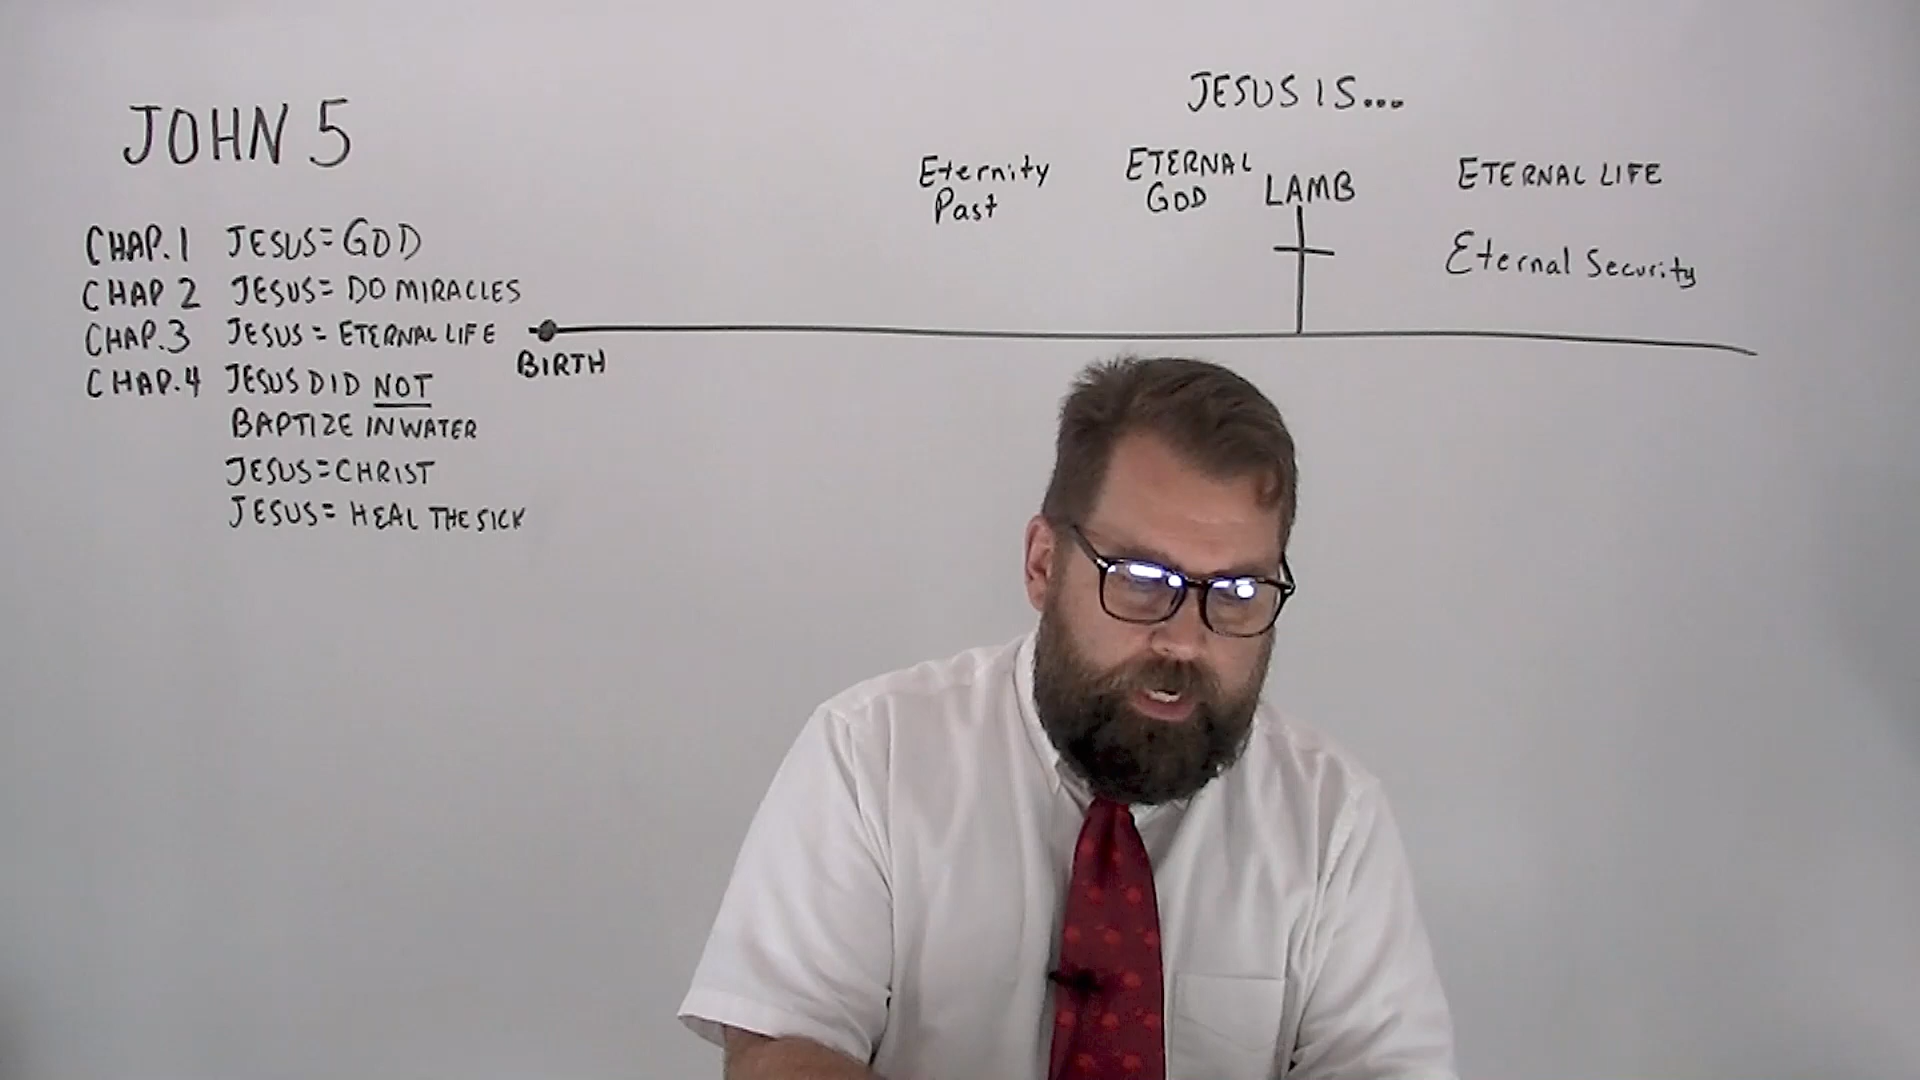 JOHN 5
CHAP.1 JESUS=GOD
CHAP 2 JESUS= DO MIRACLES
CHAP.3 JESUS = ETERNAL LIFE
CHAP.4 JESUS DID NOT
BAPTIZE IN WATER
JESUS=CHRIST
JESUS= HEAL THE SICK
BIRTH
JESUS IS...
Eternity
Past
ETERNAL
GOD
LAMB
ETERNAL LIFE
Eternal Security